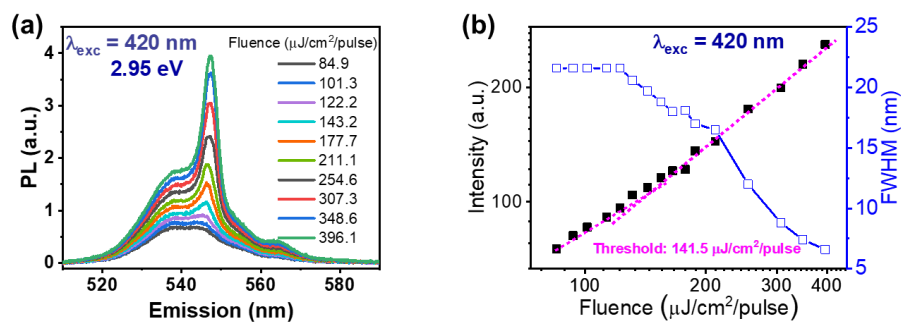 (a)
λexc = 420 nm
2.95 eV
Fluence (μJ/cm²/pulse)
84.9
101.3
122.2
143.2
177.7
211.1
254.6
307.3
348.6
396.1
PL (a.u.)
4
3
2
1
0
520 540 560 580
Emission (nm)
(b)
λexc = 420 nm
Intensity (a.u.)
200
100
Threshold: 141.5 μJ/cm²/pulse
100 200 300 400
Fluence (μJ/cm²/pulse)
25
20
15
10
5
FWHM (nm)